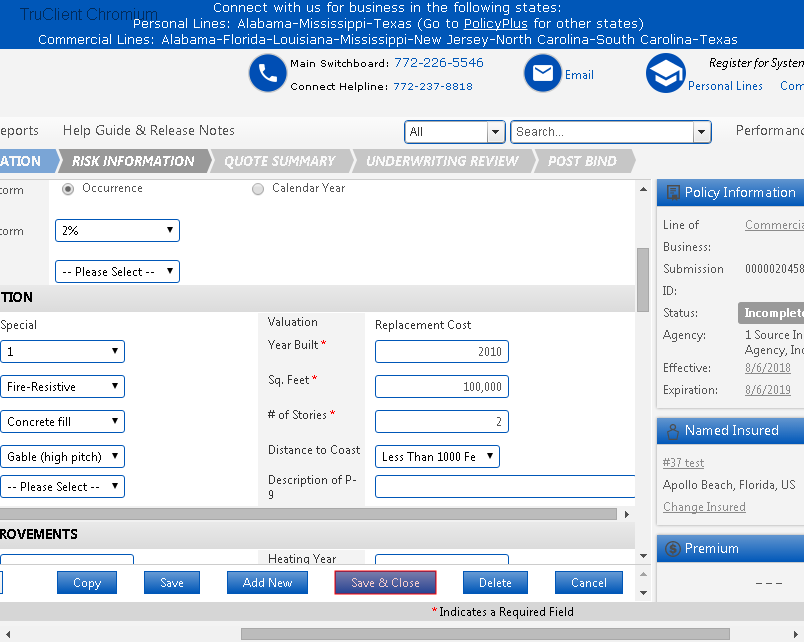 TruClient Chromium
Connect with us for business in the following states:
Personal Lines: Alabama-Mississippi-Texas (Go to PolicyPlus for other states)
Commercial Lines: Alabama-Florida-Louisiana-Mississippi-New Jersey-North Carolina-South Carolina-Texas
Main Switchboard: 772-226-5546
Connect Helpline: 772-237-8818
Email
Register for System
Personal Lines Com
eports Help Guide & Release Notes
All
Search...
Performanc
ATION RISK INFORMATION QUOTE SUMMARY UNDERWRITING REVIEW POST BIND
torm Occurrence Calendar Year
torm 2%
-- Please Select --
TION
Special Valuation Replacement Cost
1 Year Built * 2010
Fire-Resistive Sq. Feet * 100,000
Concrete fill # of Stories * 2
Gable (high pitch) Distance to Coast Less Than 1000 Fe
-- Please Select -- Description of P-
9
ROVEMENTS
Heating Year
Copy Save Add New Save & Close Delete Cancel
* Indicates a Required Field
Policy Information
Line of Commercia
Business:
Submission 0000020458
ID:
Status: Incomplete
Agency: 1 Source In
Agency, Inc
Effective: 8/6/2018
Expiration: 8/6/2019
Named Insured
#37 test
Apollo Beach, Florida, US
Change Insured
Premium
---